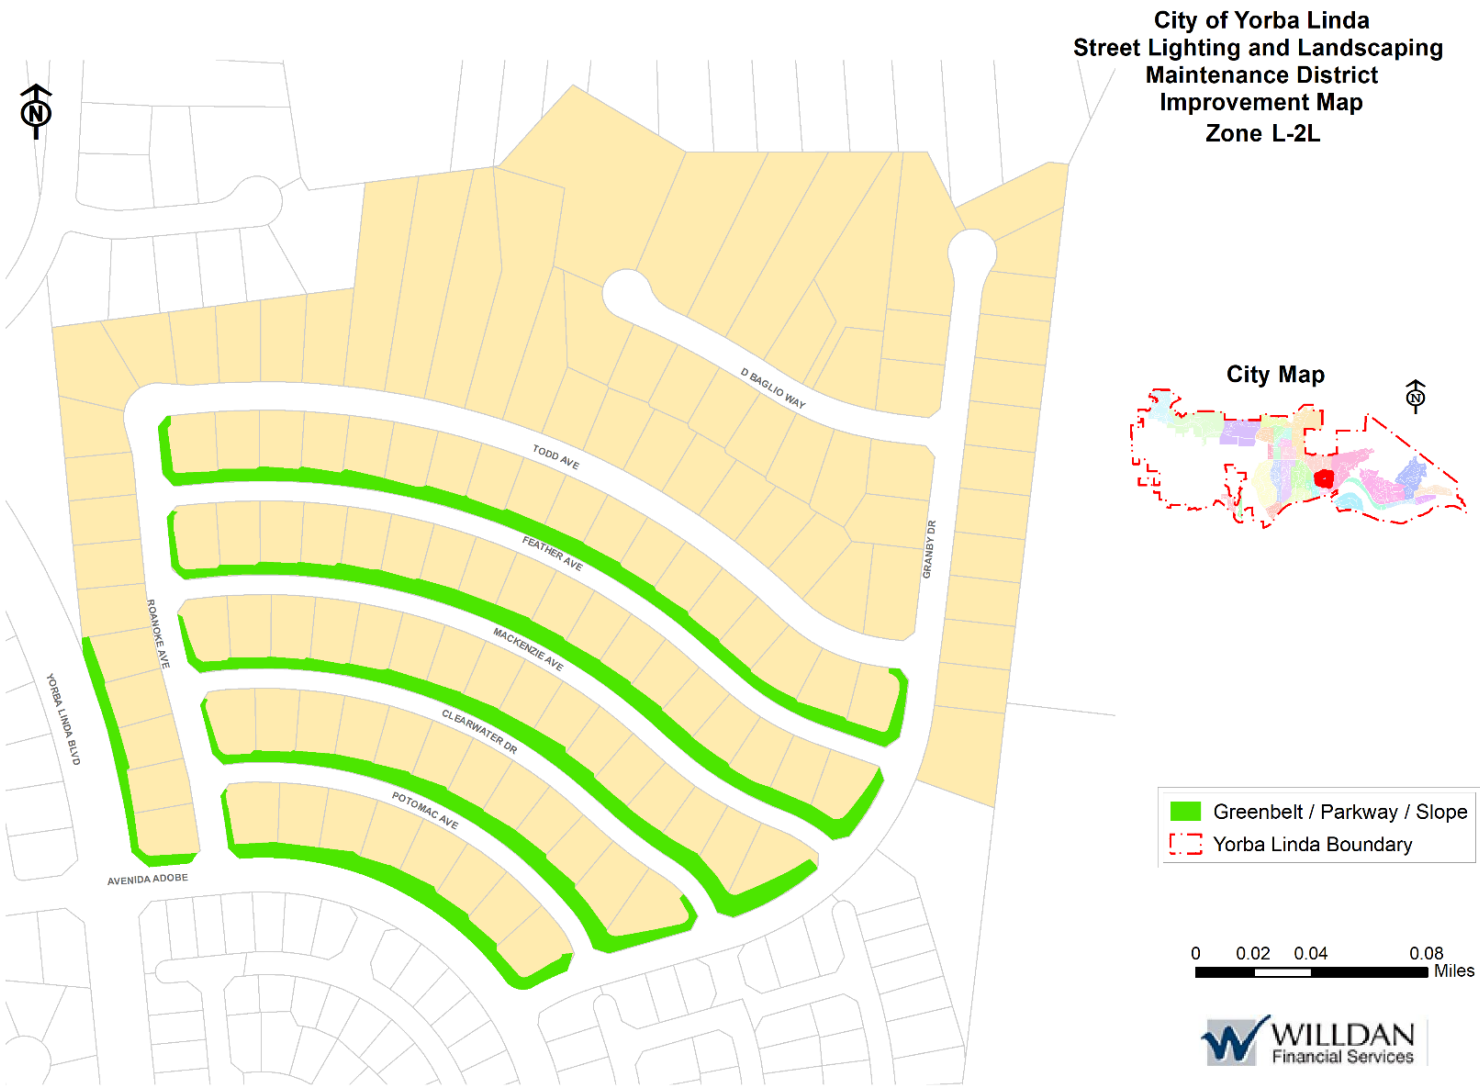 City of Yorba Linda
Street Lighting and Landscaping
Maintenance District
Improvement Map
Zone L-2L
N
D BAGLIO WAY
TODD AVE
FEATHER AVE
GRANBY DR
ROANOKE AVE
MACKENZIE AVE
YORBA LINDA BLVD
CLEARWATER DR
POTOMAC AVE
AVENIDA ADOBE
City Map
N
Greenbelt / Parkway / Slope
Yorba Linda Boundary
0 0.02 0.04 0.08
Miles
W WILLDAN
Financial Services